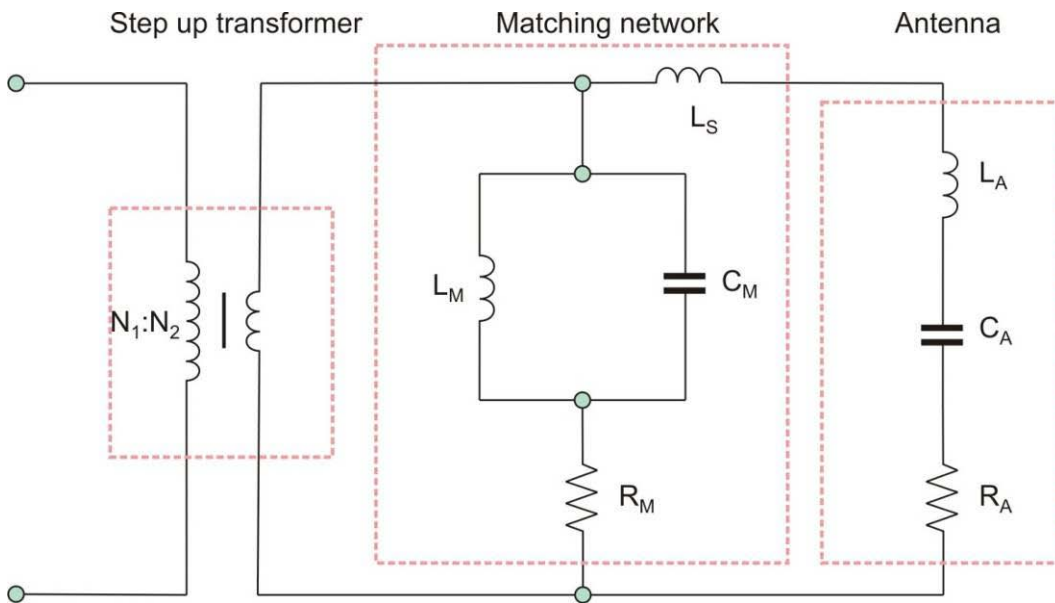 Step up transformer
Matching network
Antenna
L_S
L_A
L_M
C_M
N_1:N_2
C_A
R_M
R_A